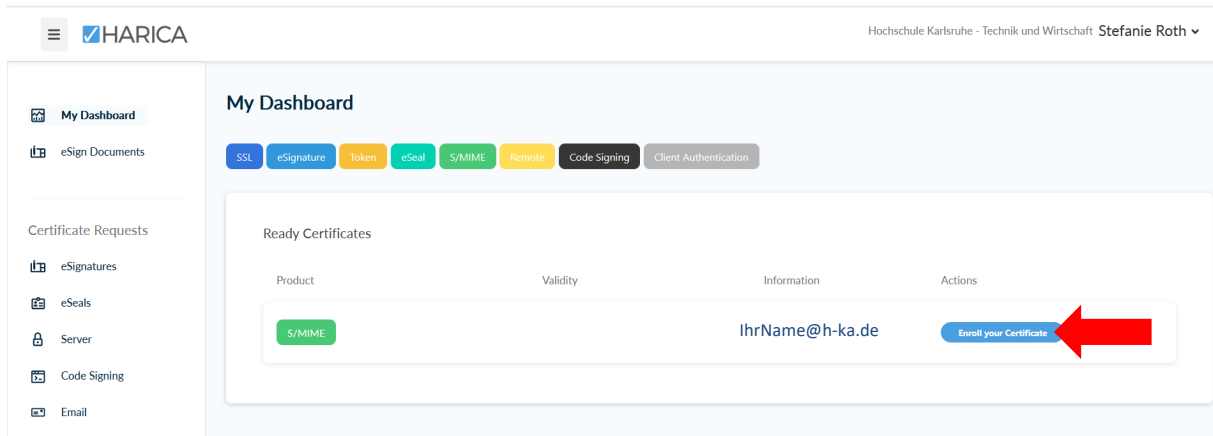 HARICA
Hochschule Karlsruhe - Technik und Wirtschaft Stefanie Roth
My Dashboard
eSign Documents
Certificate Requests
eSignatures
eSeals
Server
Code Signing
Email
My Dashboard
SSL eSignature Token eSeal S/MIME Remote Code Signing Client Authentication
Ready Certificates
Product Validity Information Actions
S/MIME IhrName@h-ka.de Enroll your Certificate